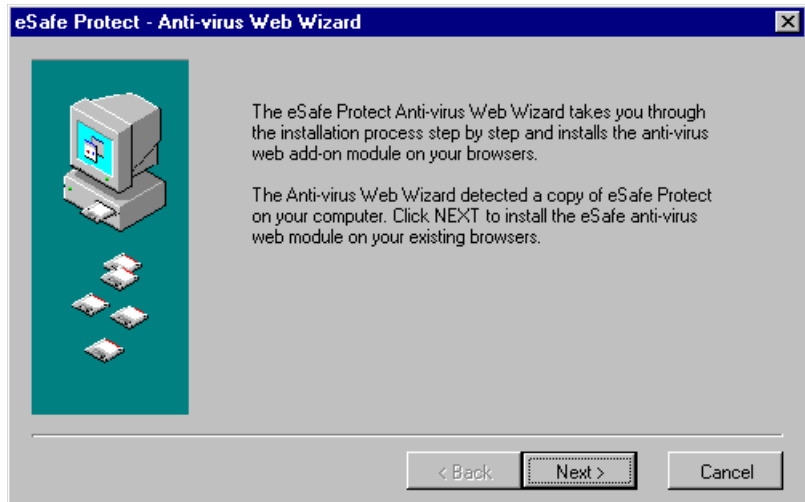 eSafe Protect - Anti-virus Web Wizard
The eSafe Protect Anti-virus Web Wizard takes you through
the installation process step by step and installs the anti-virus
web add-on module on your browsers.
The Anti-virus Web Wizard detected a copy of eSafe Protect
on your computer. Click NEXT to install the eSafe anti-virus
web module on your existing browsers.
< Back Next > Cancel